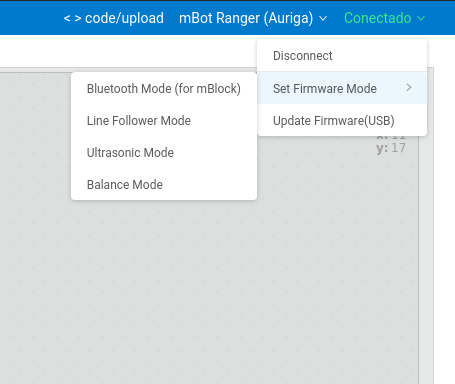 < > code/upload mBot Ranger (Auriga) Conectado
Disconnect
Bluetooth Mode (for mBlock) Set Firmware Mode
Line Follower Mode Update Firmware(USB)
y: 17
Ultrasonic Mode
Balance Mode